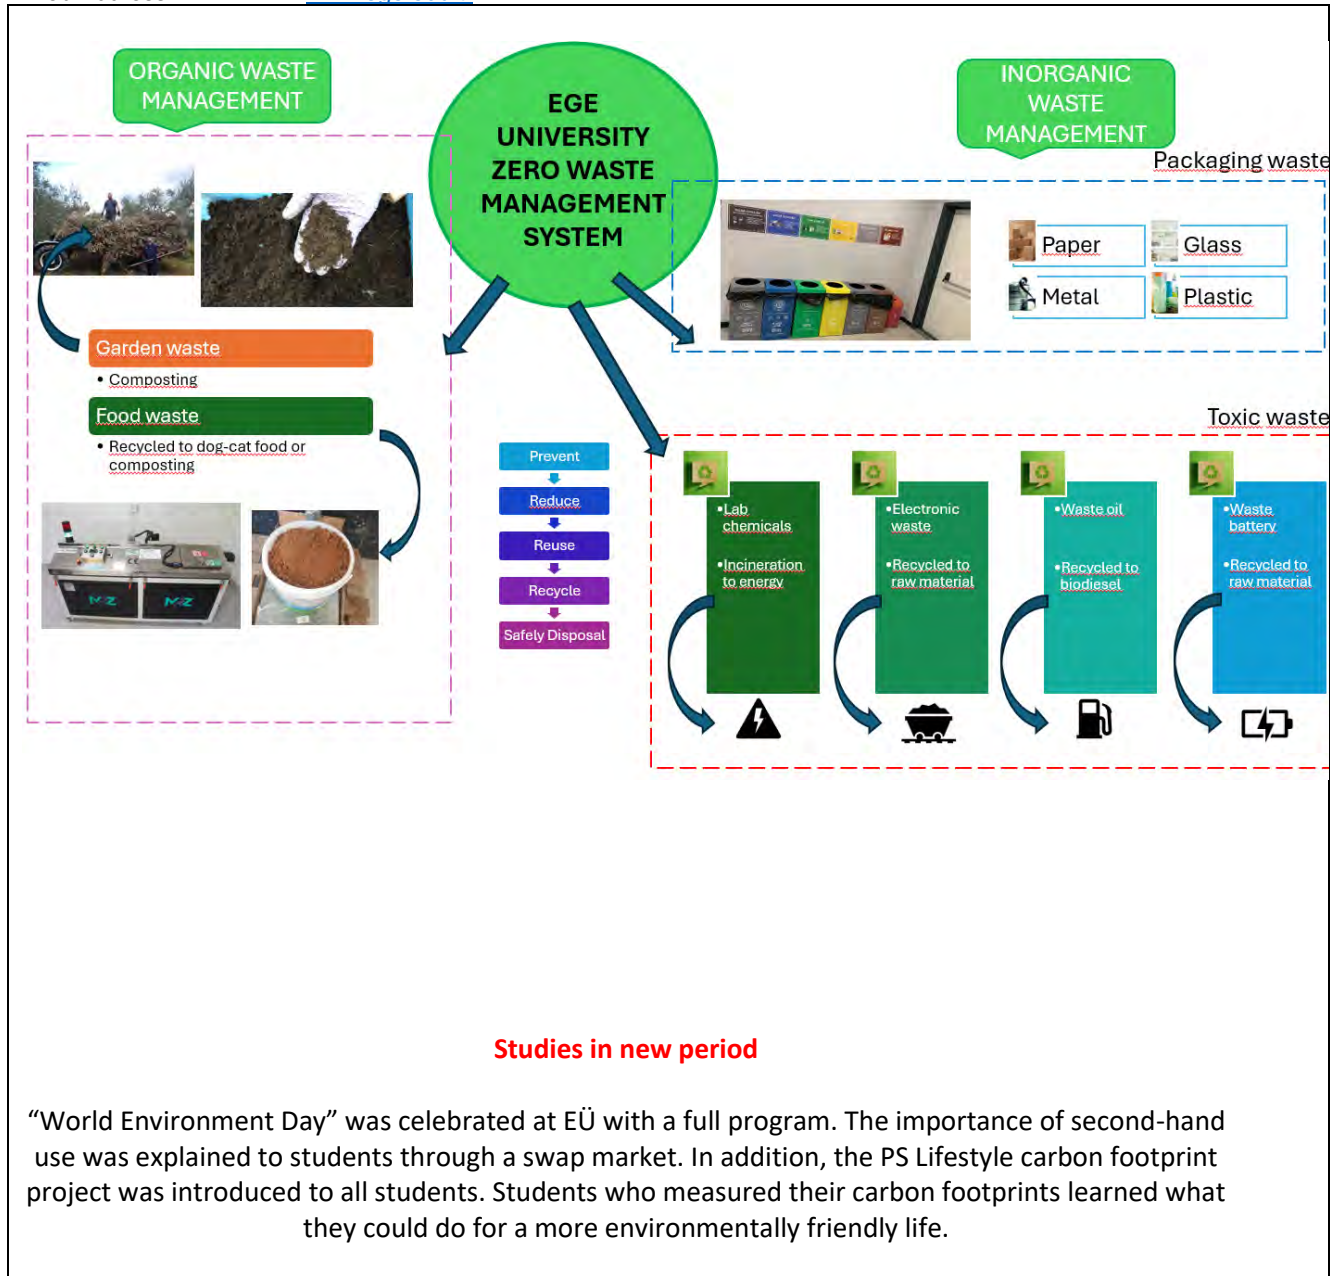 ORGANIC WASTE
MANAGEMENT
EGE
UNIVERSITY
ZERO WASTE
MANAGEMENT
SYSTEM
INORGANIC
WASTE
MANAGEMENT
Packaging waste
Paper
Glass
Metal
Plastic
Garden waste
• Composting
Food waste
• Recycled to dog-cat food or
composting
Prevent
Reduce
Reuse
Recycle
Safely Disposal
Toxic waste
•Lab
chemicals
•Incineration
to energy
•Electronic
waste
•Recycled to
raw material
•Waste oil
•Recycled to
biodiesel
•Waste
battery
•Recycled to
raw material
Studies in new period
“World Environment Day” was celebrated at EÜ with a full program. The importance of second-hand
use was explained to students through a swap market. In addition, the PS Lifestyle carbon footprint
project was introduced to all students. Students who measured their carbon footprints learned what
they could do for a more environmentally friendly life.